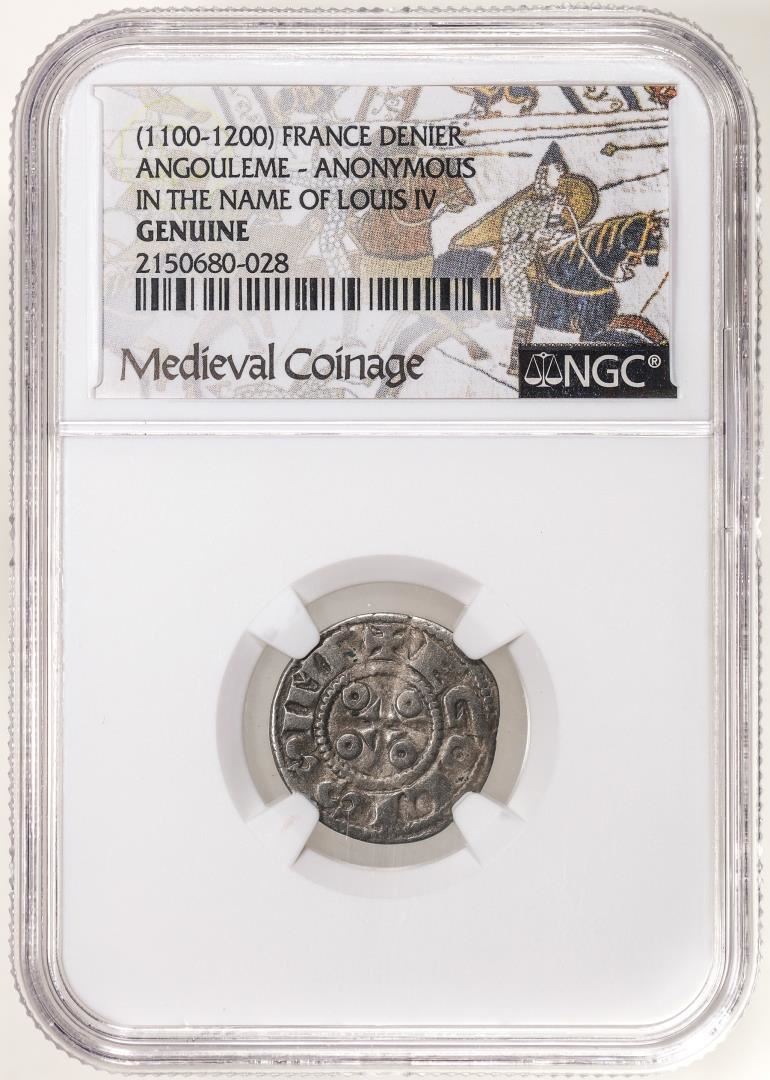 (1100-1200) FRANCE DENIER
ANGOULEME - ANONYMOUS
IN THE NAME OF LOUIS IV
GENUINE
2150680-028
Medieval Coinage
NGC®